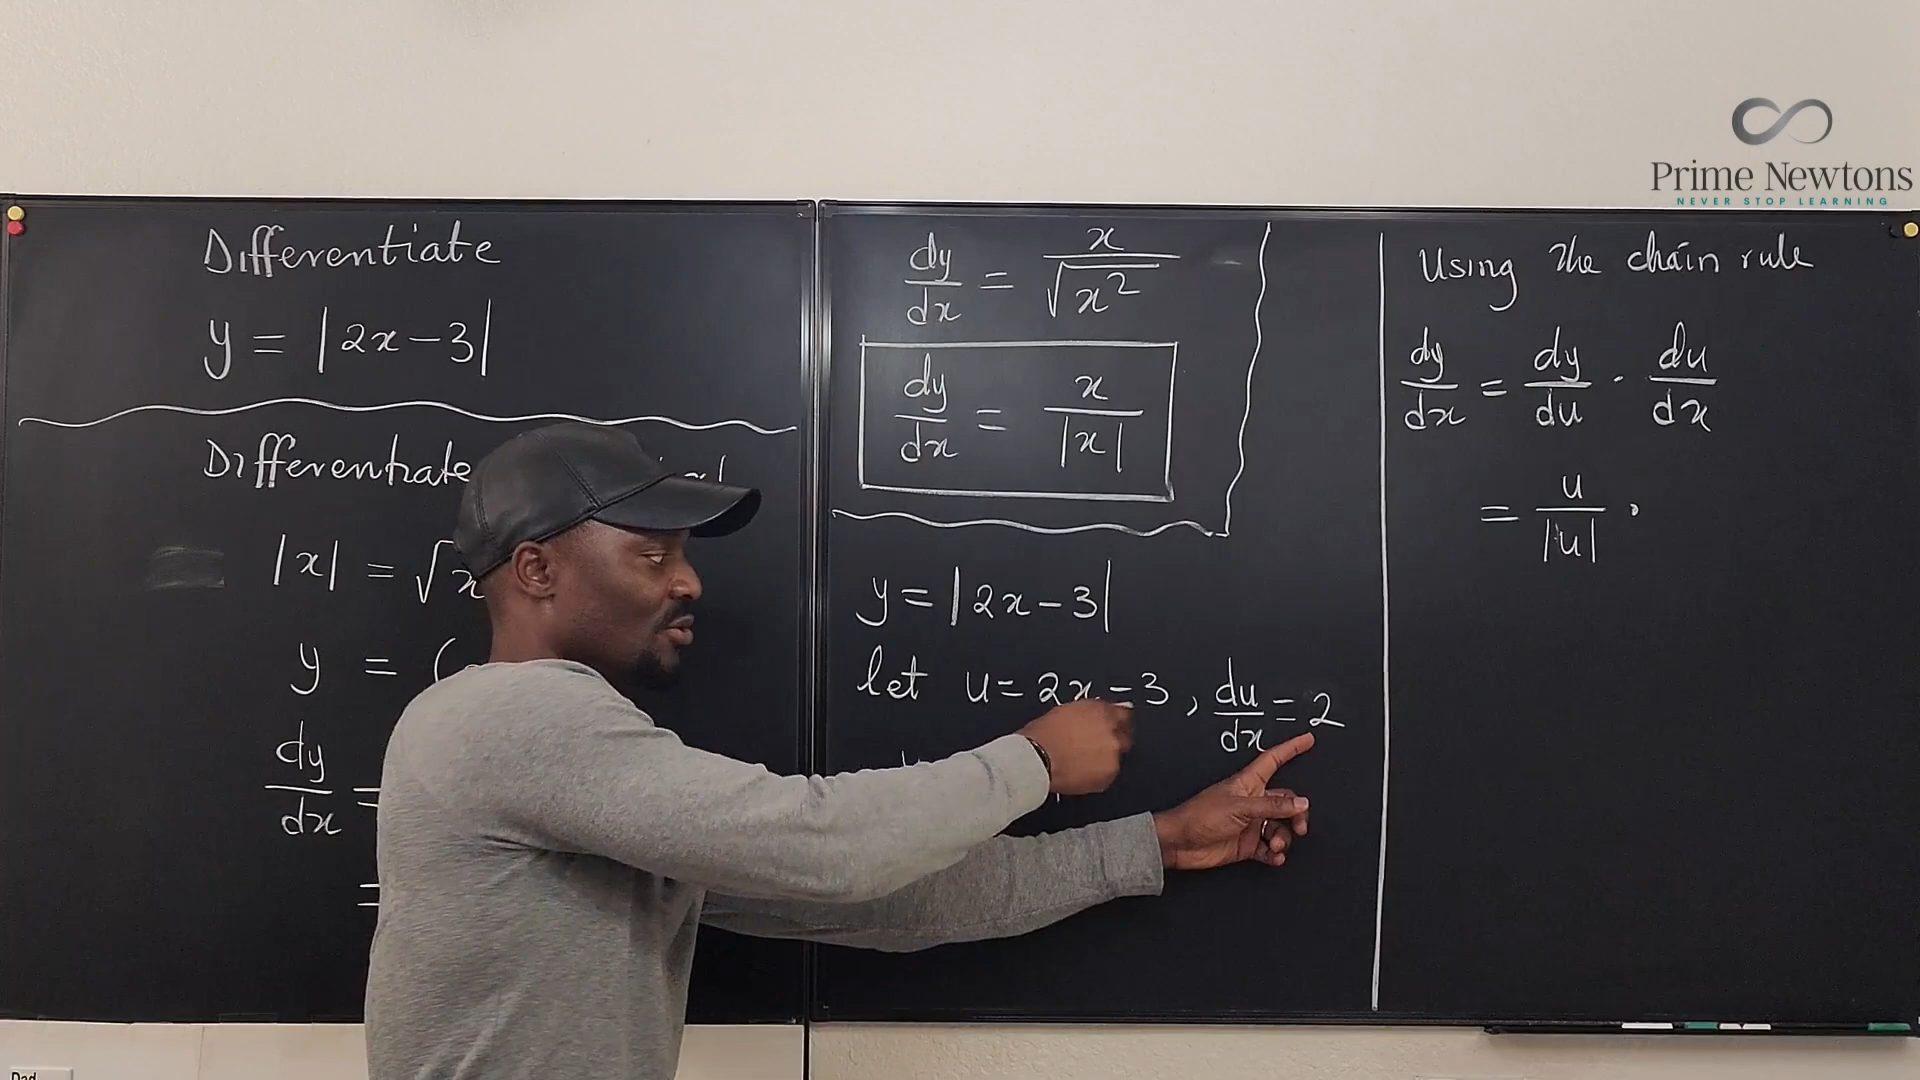 Prime Newtons
NEVER STOP LEARNING
Differentiate
y = |2x-3|
Differentiate
|x| = √x
y = (
dy/dx =
=
dy/dx = x/√x²
dy/dx = x/|x|
y = |2x-3|
let u = 2x-3, du/dx = 2
Using the chain rule
dy/dx = dy/du · du/dx
= u/|u| ·
Dad